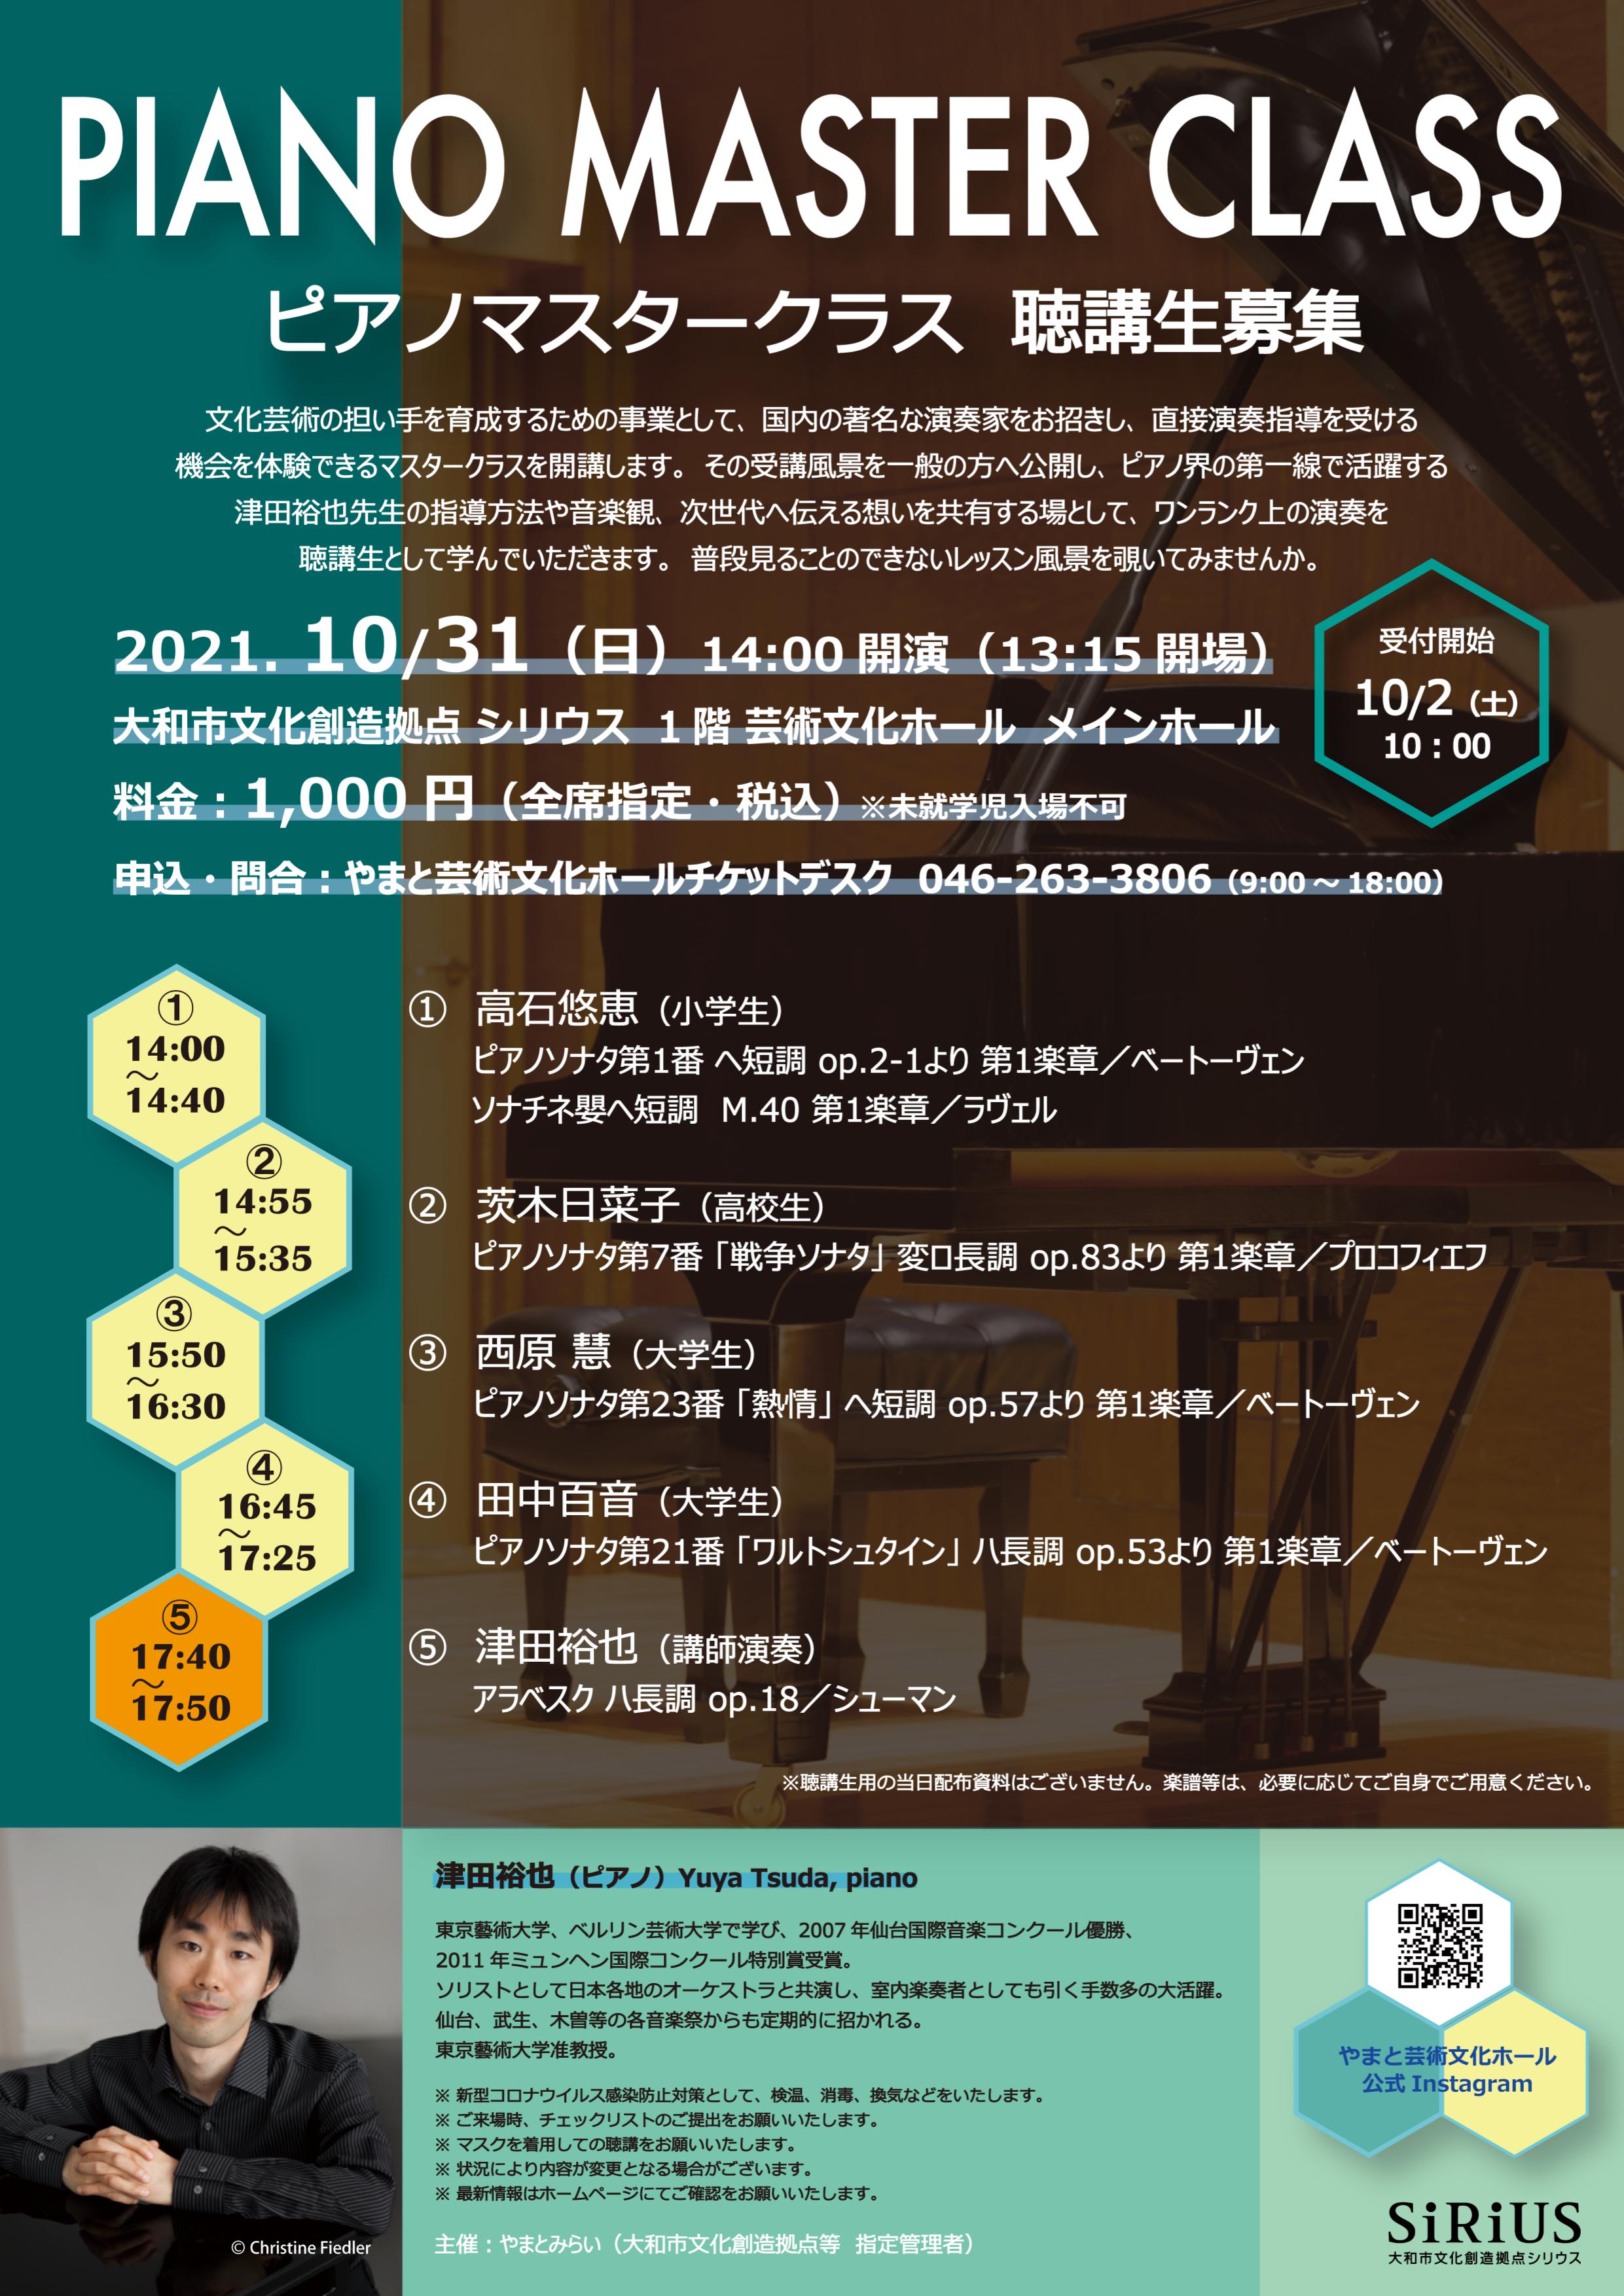 PIANO MASTER CLASS
ピアノマスタークラス 聴講生募集
文化芸術の担い手を育成するための事業として、国内の著名な演奏家をお招きし、直接演奏指導を受ける
機会を体験できるマスタークラスを開講します。その受講風景を一般の方へ公開し、ピアノ界の第一線で活躍する
津田裕也先生の指導方法や音楽観、次世代へ伝える想いを共有する場として、ワンランク上の演奏を
聴講生として学んでいただきます。普段見ることのできないレッスン風景を覗いてみませんか。
2021. 10/31（日）14:00 開演（13:15 開場）
大和市文化創造拠点 シリウス 1 階 芸術文化ホール メインホール
料金：1,000 円（全席指定・税込）※未就学児入場不可
申込・問合：やまと芸術文化ホールチケットデスク 046-263-3806（9:00 ～ 18:00）
受付開始
10/2（土）
10：00
①
14:00
～
14:40
① 高石悠恵（小学生）
ピアノソナタ第1番 ヘ短調 op.2-1より 第1楽章／ベートーヴェン
ソナチネ嬰ヘ短調 M.40 第1楽章／ラヴェル
②
14:55
～
15:35
② 茨木日菜子（高校生）
ピアノソナタ第7番「戦争ソナタ」変ロ長調 op.83より 第1楽章／プロコフィエフ
③
15:50
～
16:30
③ 西原 慧（大学生）
ピアノソナタ第23番「熱情」ヘ短調 op.57より 第1楽章／ベートーヴェン
④
16:45
～
17:25
④ 田中百音（大学生）
ピアノソナタ第21番「ワルトシュタイン」ハ長調 op.53より 第1楽章／ベートーヴェン
⑤
17:40
～
17:50
⑤ 津田裕也（講師演奏）
アラベスク ハ長調 op.18／シューマン
※聴講生用の当日配布資料はございません。楽譜等は、必要に応じてご自身でご用意ください。
津田裕也（ピアノ）Yuya Tsuda, piano
東京藝術大学、ベルリン芸術大学で学び、2007 年仙台国際音楽コンクール優勝、
2011 年ミュンヘン国際コンクール特別賞受賞。
ソリストとして日本各地のオーケストラと共演し、室内楽奏者としても引く手数多の大活躍。
仙台、武生、木曽等の各音楽祭からも定期的に招かれる。
東京藝術大学准教授。
※ 新型コロナウイルス感染防止対策として、検温、消毒、換気などをいたします。
※ ご来場時、チェックリストのご提出をお願いいたします。
※ マスクを着用しての聴講をお願いいたします。
※ 状況により内容が変更となる場合がございます。
※ 最新情報はホームページにてご確認をお願いいたします。
主催：やまとみらい（大和市文化創造拠点等 指定管理者）
© Christine Fiedler
やまと芸術文化ホール
公式 Instagram
SiRiUS
大和市文化創造拠点シリウス